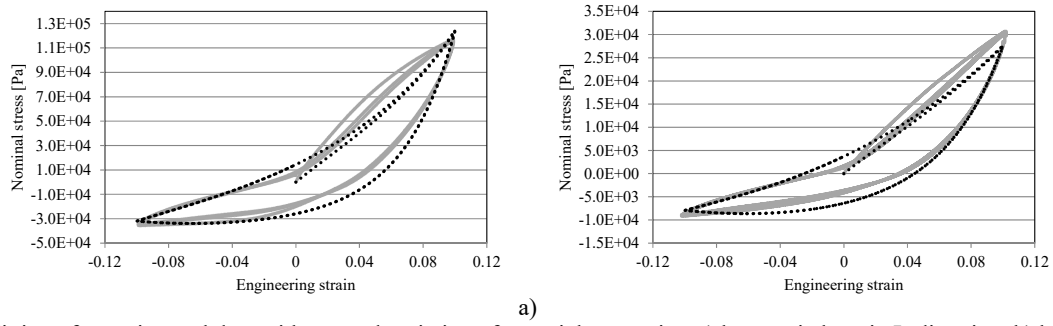 1.3E+05
1.1E+05
9.0E+04
7.0E+04
5.0E+04
3.0E+04
1.0E+04
-1.0E+04
-3.0E+04
-5.0E+04
Nominal stress [Pa]
-0.12 -0.08 -0.04 0 0.04 0.08 0.12
Engineering strain
3.5E+04
3.0E+04
2.5E+04
2.0E+04
1.5E+04
1.0E+04
5.0E+03
0.0E+00
-5.0E+03
-1.0E+04
-1.5E+04
Nominal stress [Pa]
-0.12 -0.08 -0.04 0 0.04 0.08 0.12
Engineering strain
a)